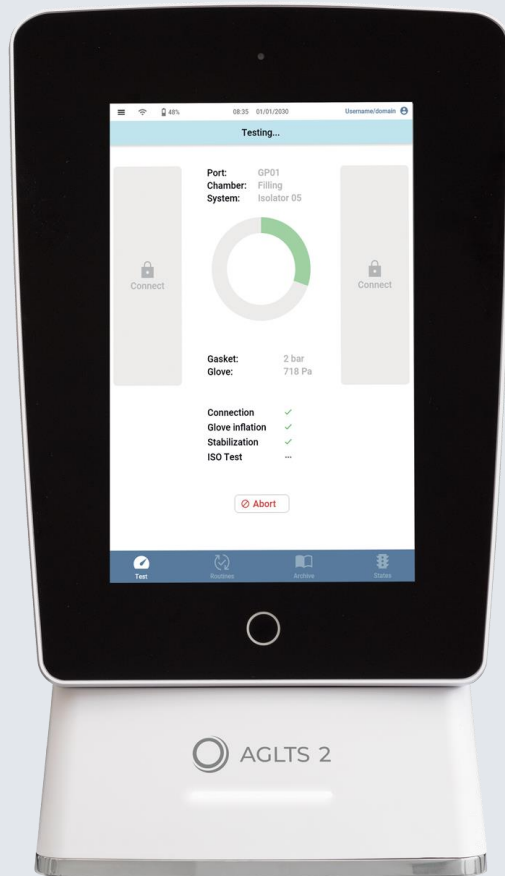 48%
08:35 01/01/2030
Username/domain
Testing...
Port: GP01
Chamber: Filling
System: Isolator 05
Connect
Connect
Gasket: 2 bar
Glove: 718 Pa
Connection
Glove inflation
Stabilization
ISO Test ...
Abort
Test
Routines
Archive
States
AGLTS 2